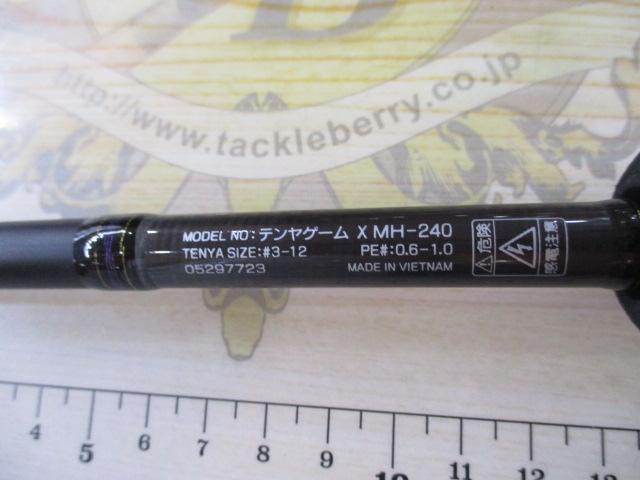 http://www.tackleberry.co.jp
MODEL NO:テンヤゲーム X MH-240
TENYA SIZE:#3-12 PE#:0.6-1.0
05297723 MADE IN VIETNAM
危険
感電注意
4 5 6 7 8 9 10 11 12 13